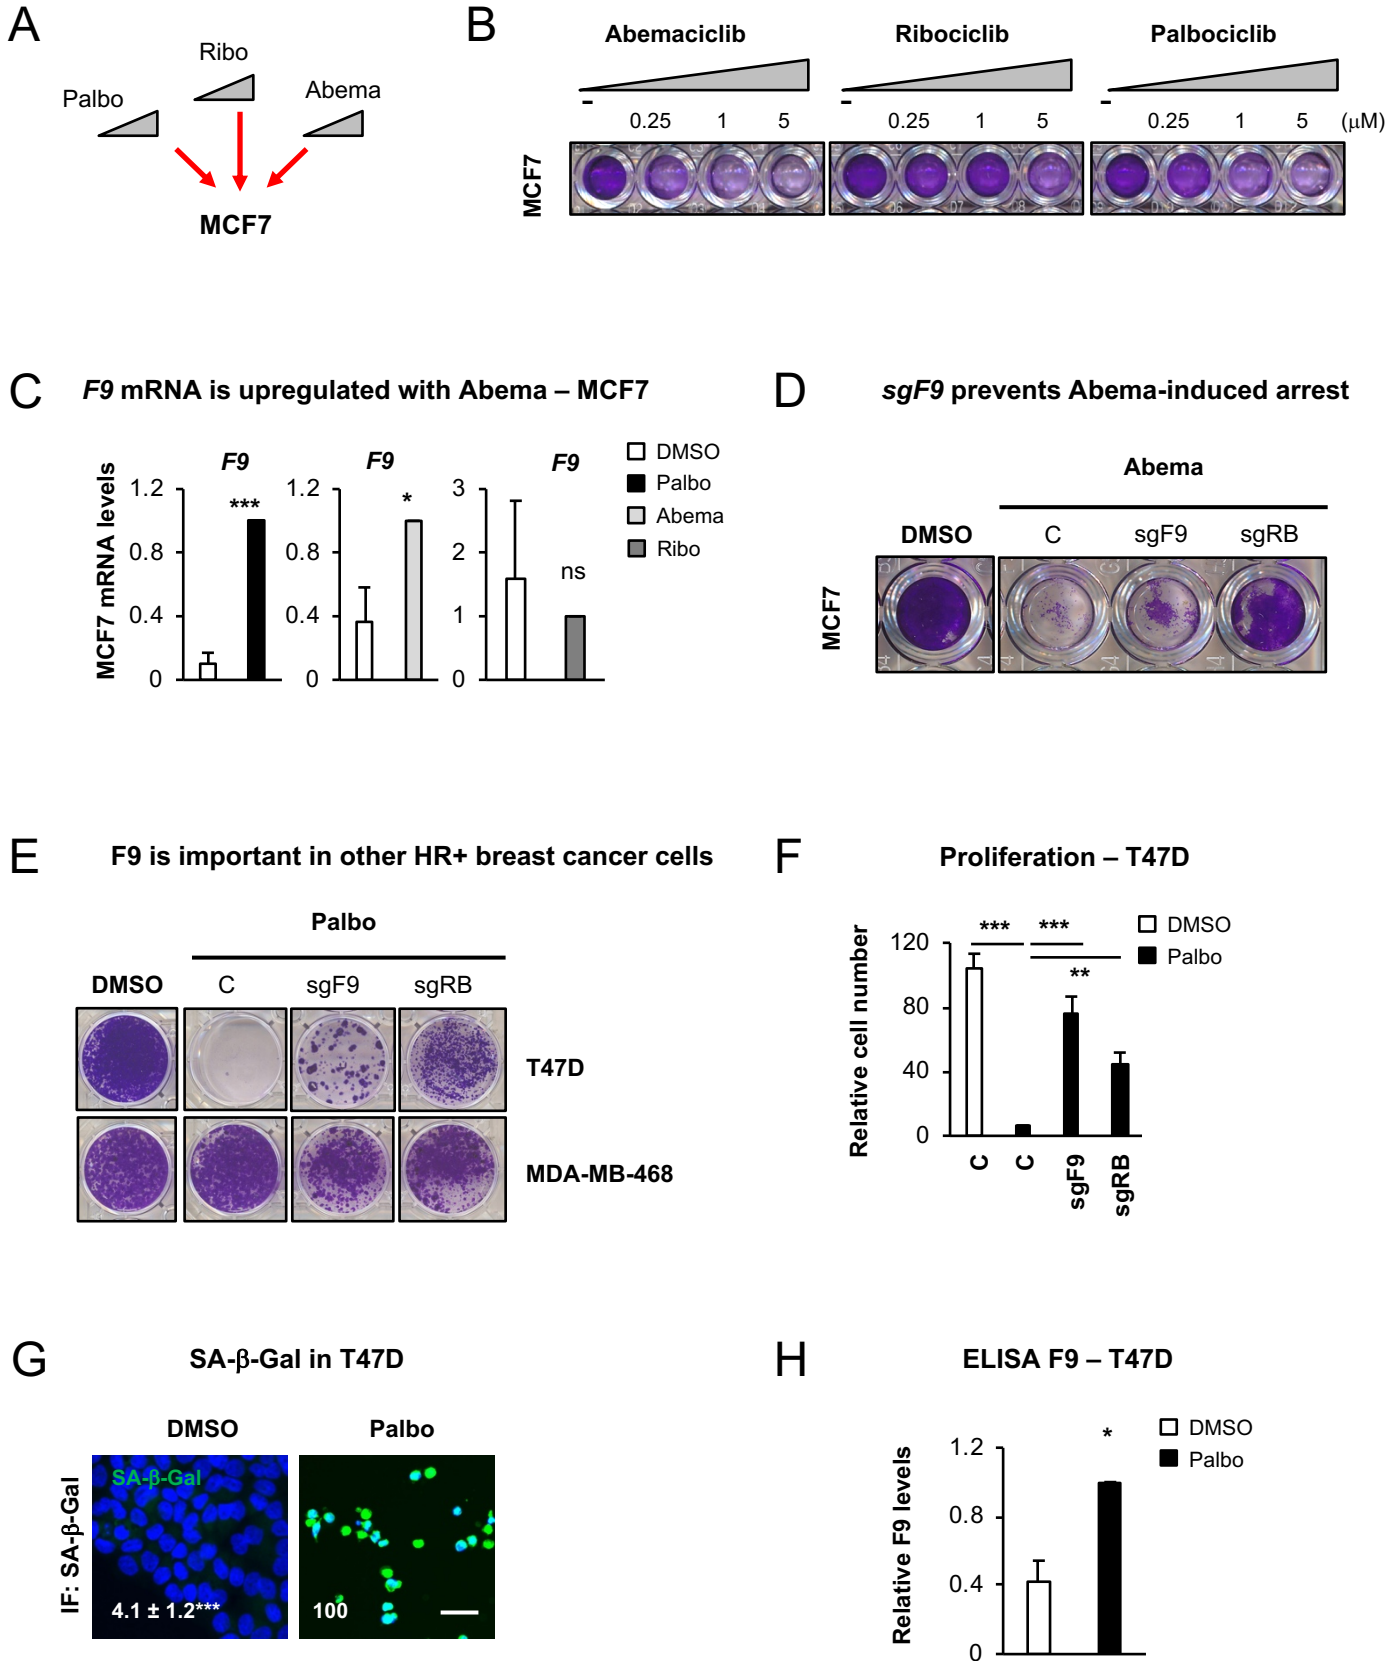 A
Ribo
Palbo
Abema
MCF7
B
Abemaciclib
Ribociclib
Palbociclib
–
–
–
0.25 1 5
0.25 1 5
0.25 1 5 (μM)
MCF7
C
F9 mRNA is upregulated with Abema – MCF7
MCF7 mRNA levels
F9
1.2
0.8
0.4
0
***
F9
1.2
0.8
0.4
0
*
F9
3
2
1
0
ns
DMSO
Palbo
Abema
Ribo
D
sgF9 prevents Abema-induced arrest
Abema
DMSO C sgF9 sgRB
MCF7
E
F9 is important in other HR+ breast cancer cells
Palbo
DMSO C sgF9 sgRB
T47D
MDA-MB-468
F
Proliferation – T47D
Relative cell number
120
80
40
0
*** ***
**
DMSO
Palbo
C C sgF9 sgRB
G
SA-β-Gal in T47D
DMSO Palbo
IF: SA-β-Gal
SA-β-Gal
4.1 ± 1.2***
100
H
ELISA F9 – T47D
Relative F9 levels
1.2
0.8
0.4
0
*
DMSO
Palbo